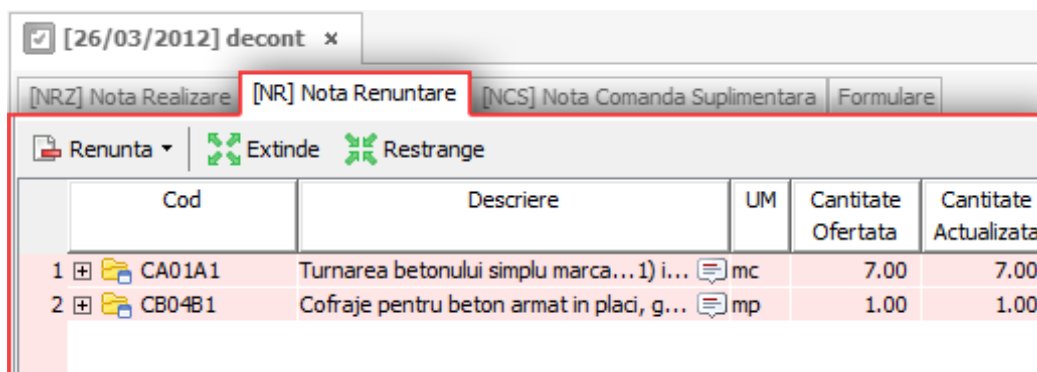 [26/03/2012] decont ×
[NRZ] Nota Realizare [NR] Nota Renuntare [NCS] Nota Comanda Suplimentara Formulare
Renunta Extinde Restrange
Cod Descriere UM Cantitate Ofertata Cantitate Actualizata
1 CA01A1 Turnarea betonului simplu marca...1) i... mc 7.00 7.00
2 CB04B1 Cofraje pentru beton armat in placi, g... mp 1.00 1.00